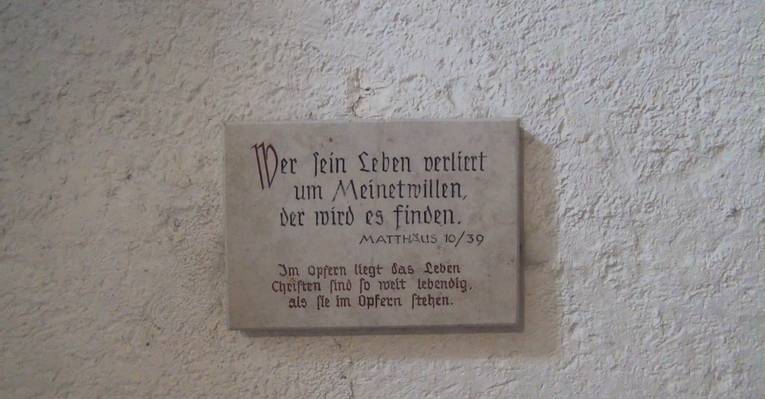 Wer sein Leben verliert
um Meinetwillen,
der wird es finden.
MATTHÄUS 10/39
Im Opfern liegt das Leben
Christen sind so weit lebendig,
als sie im Opfern stehen.